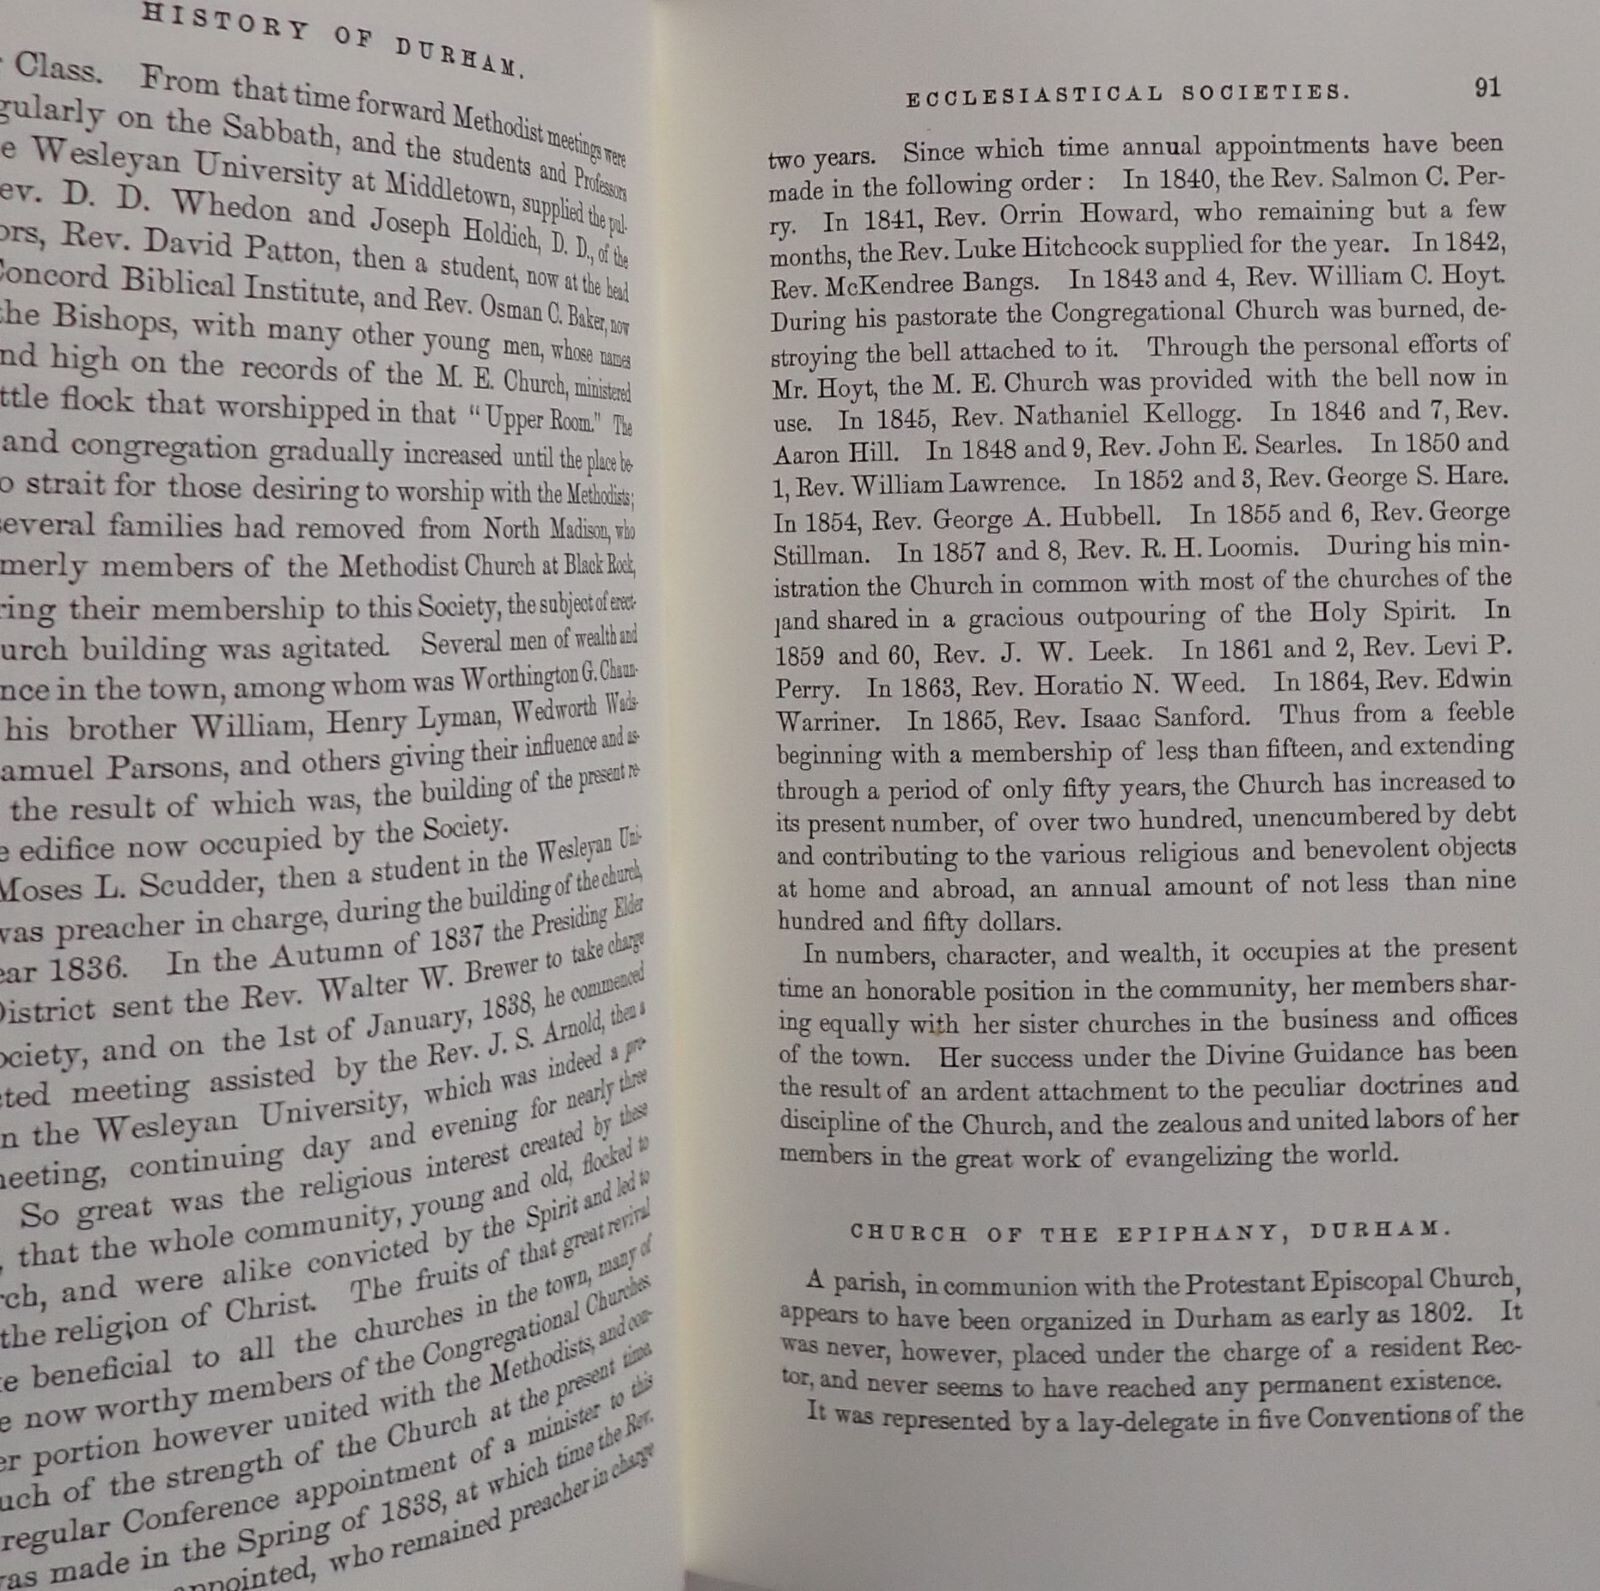 HISTORY OF DURHAM.
Class. From that time forward Methodist meetings were
gularly on the Sabbath, and the students and Professors
e Wesleyan University at Middletown, supplied the pul-
ev. D. D. Whedon and Joseph Holdich, D. D., of the
ors, Rev. David Patton, then a student, now at the head
Concord Biblical Institute, and Rev. Osman C. Baker, now
the Bishops, with many other young men, whose names
nd high on the records of the M. E. Church, ministered
ttle flock that worshipped in that "Upper Room." The
and congregation gradually increased until the place be-
o strait for those desiring to worship with the Methodists;
several families had removed from North Madison, who
merly members of the Methodist Church at Black Rock,
ring their membership to this Society, the subject of erect-
urch building was agitated. Several men of wealth and
nce in the town, among whom was Worthington G. Chaun-
his brother William, Henry Lyman, Wedworth Wads-
amuel Parsons, and others giving their influence and as-
the result of which was, the building of the present re-
e edifice now occupied by the Society.
Moses L. Scudder, then a student in the Wesleyan Uni-
was preacher in charge, during the building of the church,
ear 1836. In the Autumn of 1837 the Presiding Elder
District sent the Rev. Walter W. Brewer to take charge
ociety, and on the 1st of January, 1838, he commenced
cted meeting assisted by the Rev. J. S. Arnold, then a
n the Wesleyan University, which was indeed a pro-
meeting, continuing day and evening for nearly three
So great was the religious interest created by these
, that the whole community, young and old, flocked to
rch, and were alike convicted by the Spirit and led to
the religion of Christ. The fruits of that great revival
e beneficial to all the churches in the town, many of
e now worthy members of the Congregational Churches.
er portion however united with the Methodists, and con-
uch of the strength of the Church at the present time.
regular Conference appointment of a minister to this
was made in the Spring of 1838, at which time the Rev.
appointed, who remained preacher in charge
ECCLESIASTICAL SOCIETIES. 91
two years. Since which time annual appointments have been
made in the following order: In 1840, the Rev. Salmon C. Per-
ry. In 1841, Rev. Orrin Howard, who remaining but a few
months, the Rev. Luke Hitchcock supplied for the year. In 1842,
Rev. McKendree Bangs. In 1843 and 4, Rev. William C. Hoyt.
During his pastorate the Congregational Church was burned, de-
stroying the bell attached to it. Through the personal efforts of
Mr. Hoyt, the M. E. Church was provided with the bell now in
use. In 1845, Rev. Nathaniel Kellogg. In 1846 and 7, Rev.
Aaron Hill. In 1848 and 9, Rev. John E. Searles. In 1850 and
1, Rev. William Lawrence. In 1852 and 3, Rev. George S. Hare.
In 1854, Rev. George A. Hubbell. In 1855 and 6, Rev. George
Stillman. In 1857 and 8, Rev. R. H. Loomis. During his min-
istration the Church in common with most of the churches of the
land shared in a gracious outpouring of the Holy Spirit. In
1859 and 60, Rev. J. W. Leek. In 1861 and 2, Rev. Levi P.
Perry. In 1863, Rev. Horatio N. Weed. In 1864, Rev. Edwin
Warriner. In 1865, Rev. Isaac Sanford. Thus from a feeble
beginning with a membership of less than fifteen, and extending
through a period of only fifty years, the Church has increased to
its present number, of over two hundred, unencumbered by debt
and contributing to the various religious and benevolent objects
at home and abroad, an annual amount of not less than nine
hundred and fifty dollars.
In numbers, character, and wealth, it occupies at the present
time an honorable position in the community, her members shar-
ing equally with her sister churches in the business and offices
of the town. Her success under the Divine Guidance has been
the result of an ardent attachment to the peculiar doctrines and
discipline of the Church, and the zealous and united labors of her
members in the great work of evangelizing the world.
CHURCH OF THE EPIPHANY, DURHAM.
A parish, in communion with the Protestant Episcopal Church,
appears to have been organized in Durham as early as 1802. It
was never, however, placed under the charge of a resident Rec-
tor, and never seems to have reached any permanent existence.
It was represented by a lay-delegate in five Conventions of the